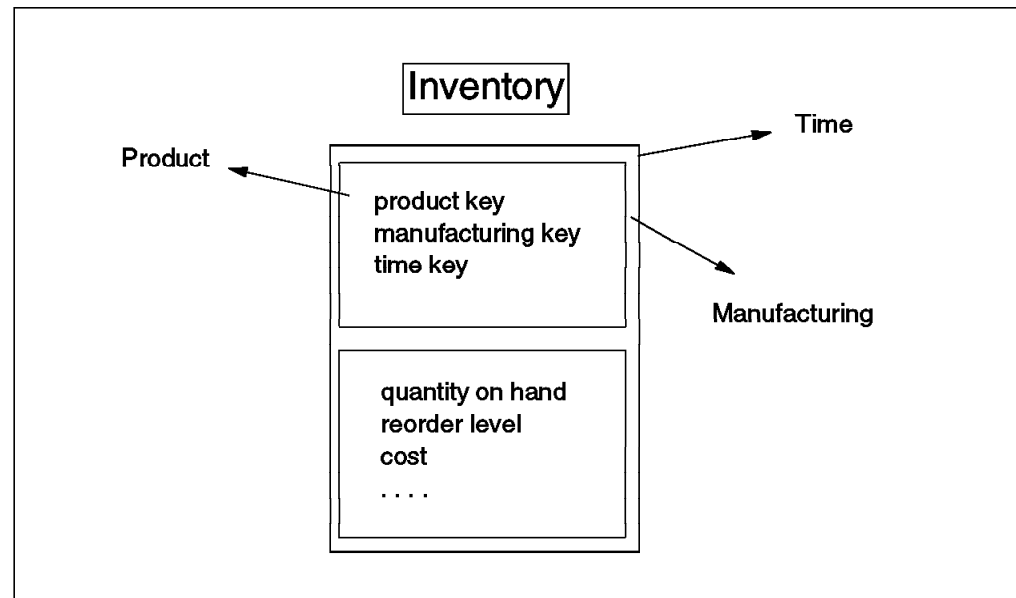 Inventory
Time
Product
product key
manufacturing key
time key
Manufacturing
quantity on hand
reorder level
cost
. . . .